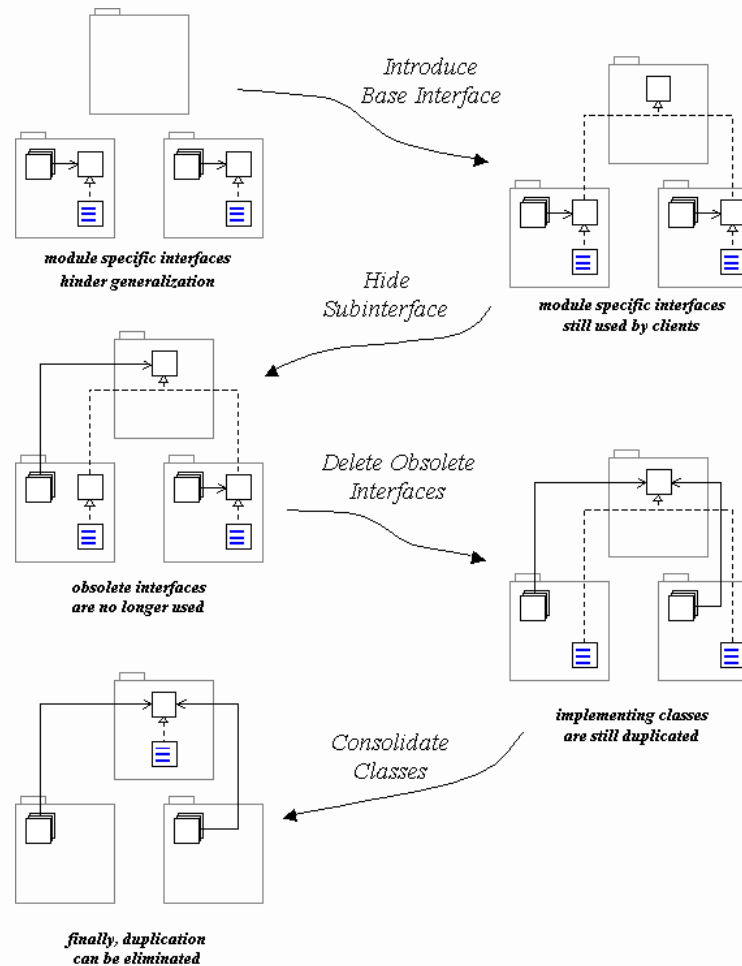 Introduce
Base Interface
module specific interfaces
hinder generalization
module specific interfaces
still used by clients
Hide
Subinterface
obsolete interfaces
are no longer used
Delete Obsolete
Interfaces
implementing classes
are still duplicated
Consolidate
Classes
finally, duplication
can be eliminated